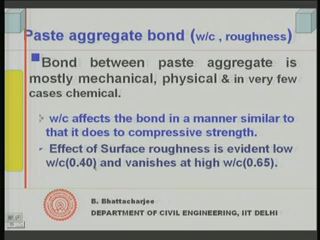 Paste aggregate bond (w/c , roughness)
Bond between paste aggregate is
mostly mechanical, physical & in very few
cases chemical.
w/c affects the bond in a manner similar to
that it does to compressive strength.
Effect of Surface roughness is evident low
w/c(0.40) and vanishes at high w/c(0.65).
B. Bhattacharjee
DEPARTMENT OF CIVIL ENGINEERING, IIT DELHI